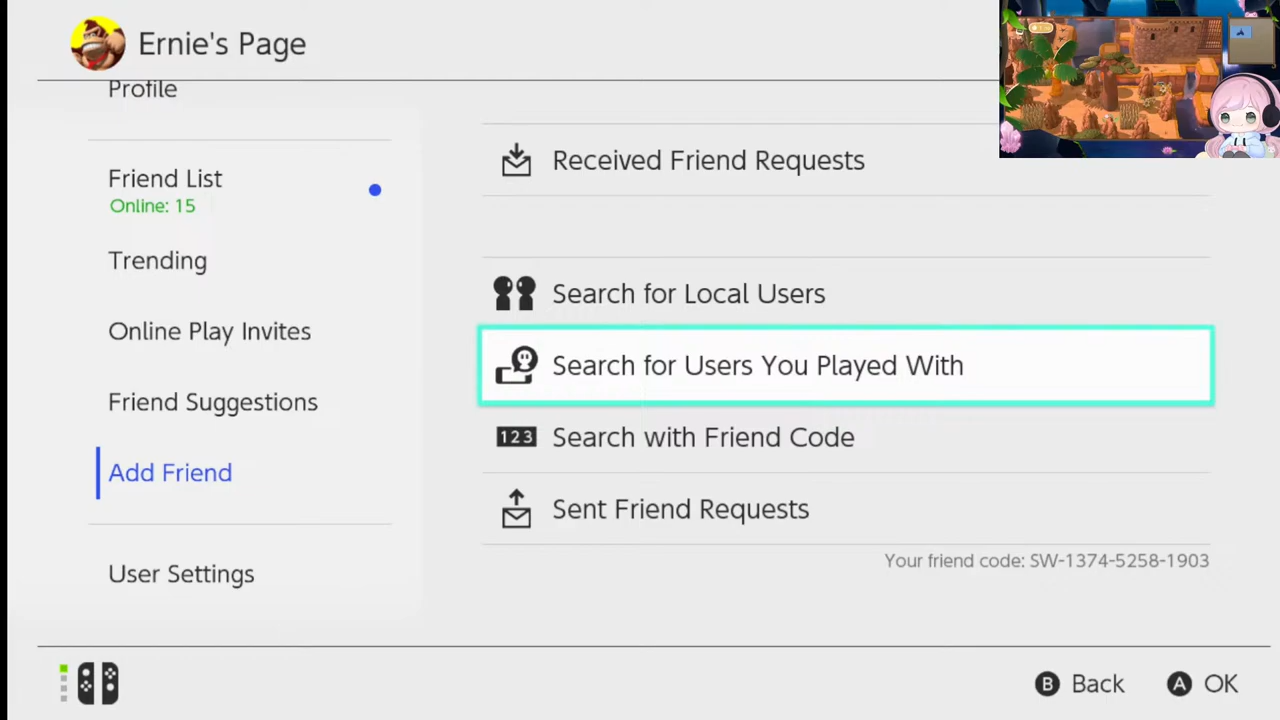 Ernie's Page
Profile
Friend List
Online: 15
Trending
Online Play Invites
Friend Suggestions
Add Friend
User Settings
Received Friend Requests
Search for Local Users
Search for Users You Played With
123 Search with Friend Code
Sent Friend Requests
Your friend code: SW-1374-5258-1903
B Back
A OK